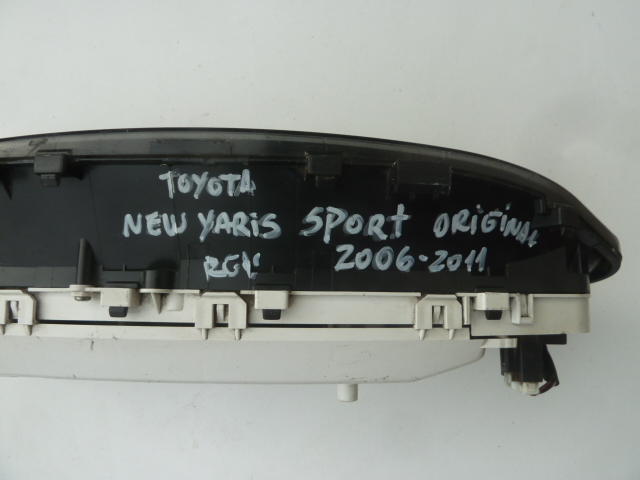 TOYOTA
NEW YARIS SPORT ORIGINAL
2006-2011